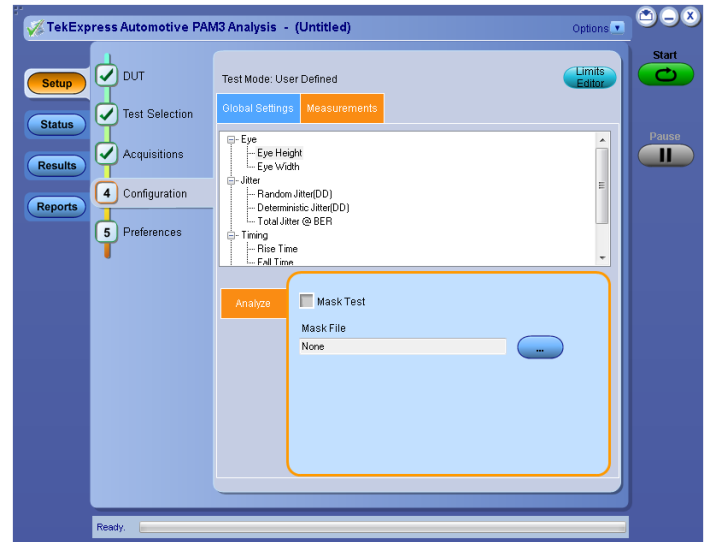 TekExpress Automotive PAM3 Analysis - (Untitled)
Options
Setup
Status
Results
Reports
DUT
Test Selection
Acquisitions
4 Configuration
5 Preferences
Test Mode: User Defined
Limits
Editor
Global Settings Measurements
Eye
Eye Height
Eye Width
Jitter
Random Jitter(DD)
Deterministic Jitter(DD)
Total Jitter @ BER
Timing
Rise Time
Fall Time
Analyze
Mask Test
Mask File
None
...
Start
Pause
Ready.